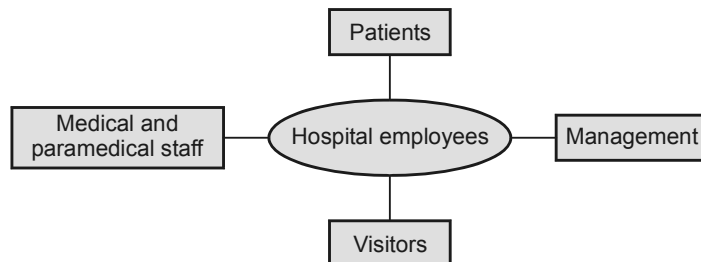 Patients
Medical and
paramedical staff
Hospital employees
Management
Visitors